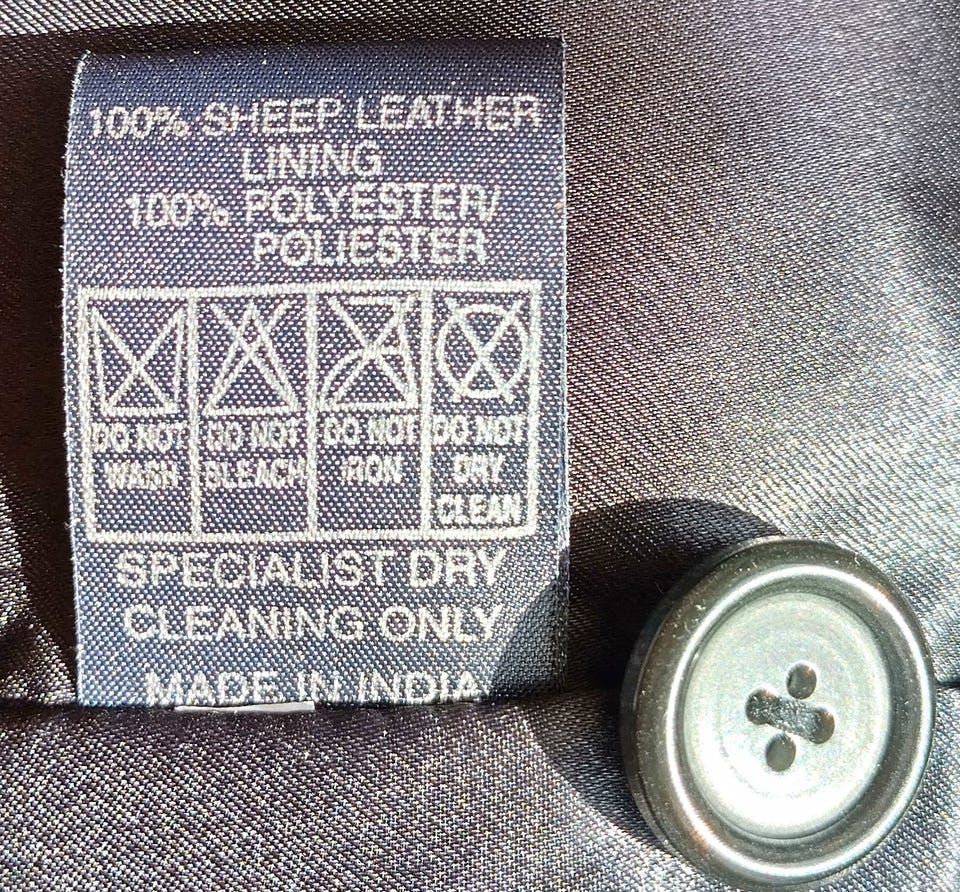 100% SHEEP LEATHER
LINING
100% POLYESTER/
POLIESTER
DO NOT WASH
DO NOT BLEACH
DO NOT IRON
DO NOT DRY CLEAN
SPECIALIST DRY
CLEANING ONLY
MADE IN INDIA